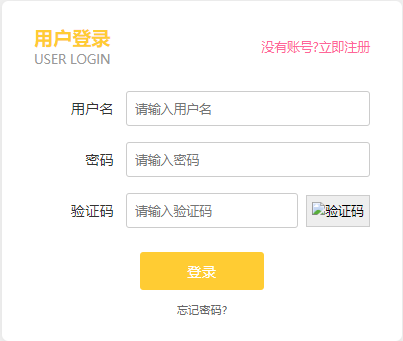 用户登录
USER LOGIN
没有账号?立即注册
用户名 请输入用户名
密码 请输入密码
验证码 请输入验证码 验证码
登录
忘记密码?